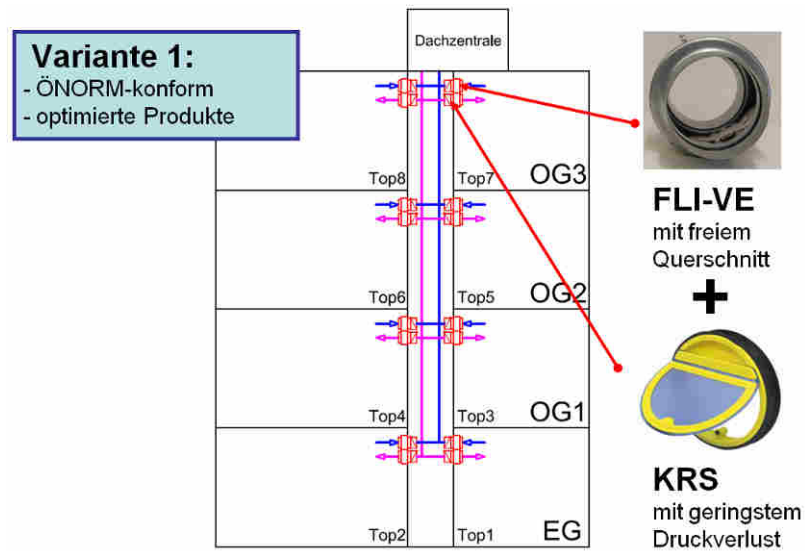 Dachzentrale
Variante 1:
- ÖNORM-konform
- optimierte Produkte
Top8
Top7
OG3
Top6
Top5
OG2
Top4
Top3
OG1
Top2
Top1
EG
FLI-VE
mit freiem
Querschnitt
+
KRS
mit geringstem
Druckverlust